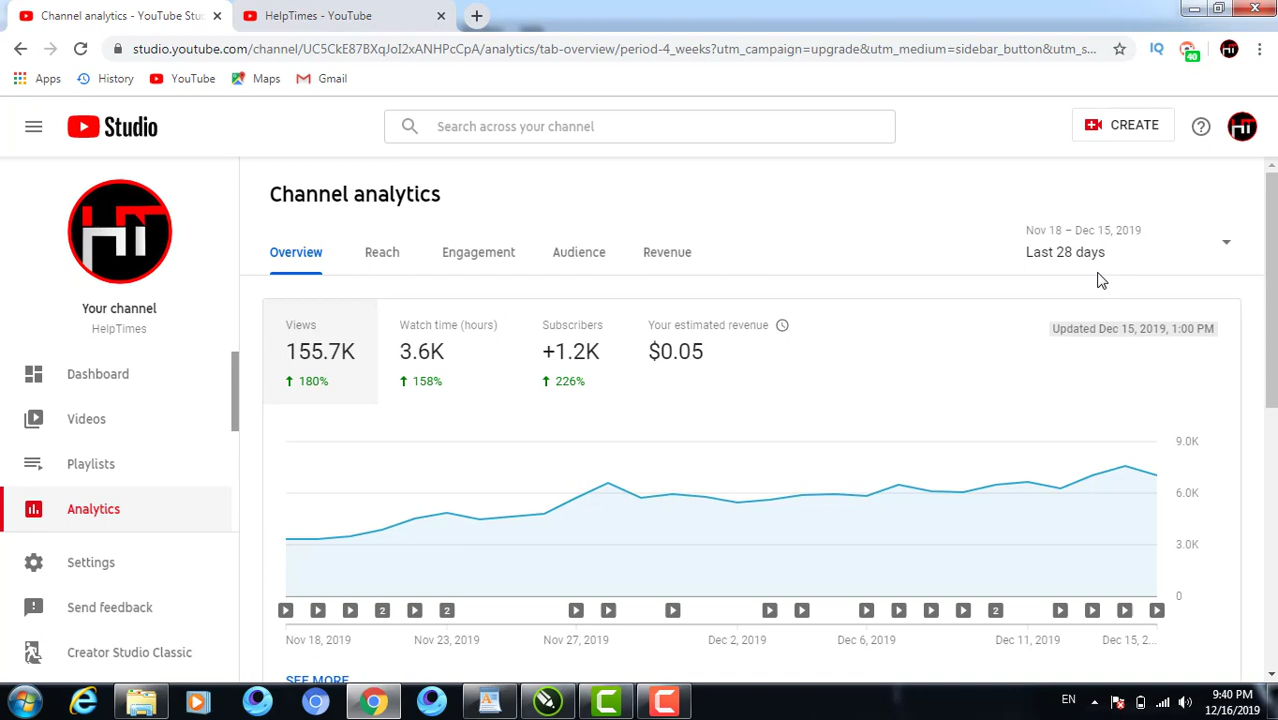 Channel analytics - YouTube Stu
HelpTimes - YouTube
studio.youtube.com/channel/UC5CkE87BXqJoI2xANHPcCpA/analytics/tab-overview/period-4_weeks?utm_campaign=upgrade&utm_medium=sidebar_button&utm_s...
IQ
40
Apps
History
YouTube
Maps
Gmail
Studio
Search across your channel
CREATE
HT
HT
Your channel
HelpTimes
Dashboard
Videos
Playlists
Analytics
Settings
Send feedback
Creator Studio Classic
Channel analytics
Overview
Reach
Engagement
Audience
Revenue
Nov 18 – Dec 15, 2019
Last 28 days
Updated Dec 15, 2019, 1:00 PM
Views
155.7K
180%
Watch time (hours)
3.6K
158%
Subscribers
+1.2K
226%
Your estimated revenue
$0.05
9.0K
6.0K
3.0K
0
2
2
2
Nov 18, 2019
Nov 23, 2019
Nov 27, 2019
Dec 2, 2019
Dec 6, 2019
Dec 11, 2019
Dec 15, 2...
SEE MORE
EN
9:40 PM
12/16/2019